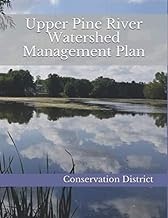 Upper Pine River
Watershed
Management Plan
Conservation District